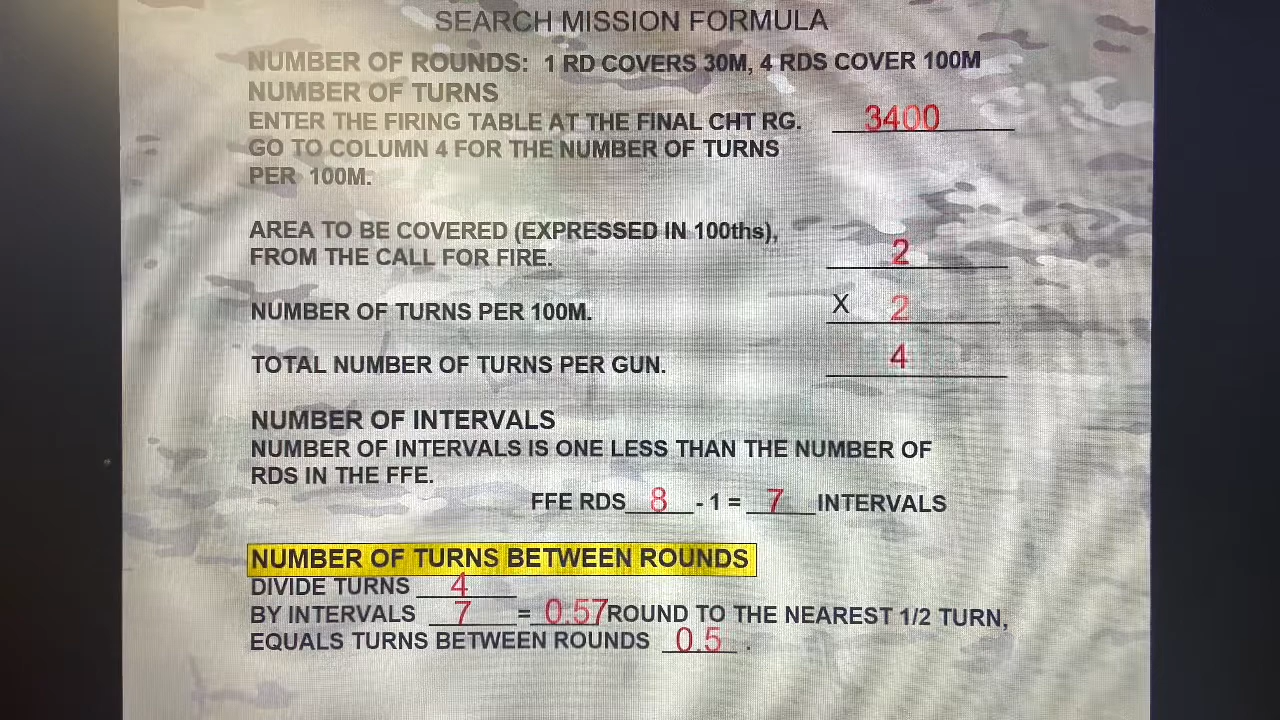 SEARCH MISSION FORMULA
NUMBER OF ROUNDS: 1 RD COVERS 30M, 4 RDS COVER 100M
NUMBER OF TURNS
ENTER THE FIRING TABLE AT THE FINAL CHT RG. 3400
GO TO COLUMN 4 FOR THE NUMBER OF TURNS
PER 100M.
AREA TO BE COVERED (EXPRESSED IN 100ths),
FROM THE CALL FOR FIRE. 2
NUMBER OF TURNS PER 100M. X 2
TOTAL NUMBER OF TURNS PER GUN. 4
NUMBER OF INTERVALS
NUMBER OF INTERVALS IS ONE LESS THAN THE NUMBER OF
RDS IN THE FFE.
FFE RDS 8 - 1 = 7 INTERVALS
NUMBER OF TURNS BETWEEN ROUNDS
DIVIDE TURNS 4
BY INTERVALS 7 = 0.57 ROUND TO THE NEAREST 1/2 TURN,
EQUALS TURNS BETWEEN ROUNDS 0.5 .